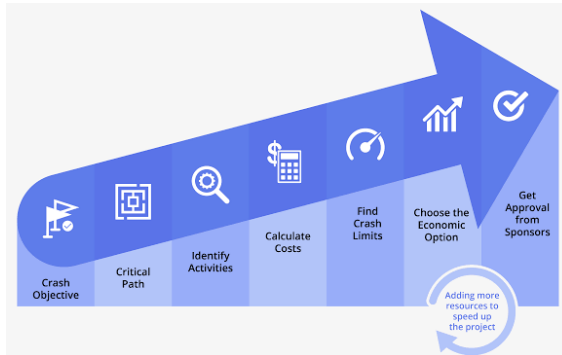 Crash
Objective
Critical
Path
Identify
Activities
Calculate
Costs
Find
Crash
Limits
Choose the
Economic
Option
Get
Approval
from
Sponsors
Adding more
resources to
speed up
the project